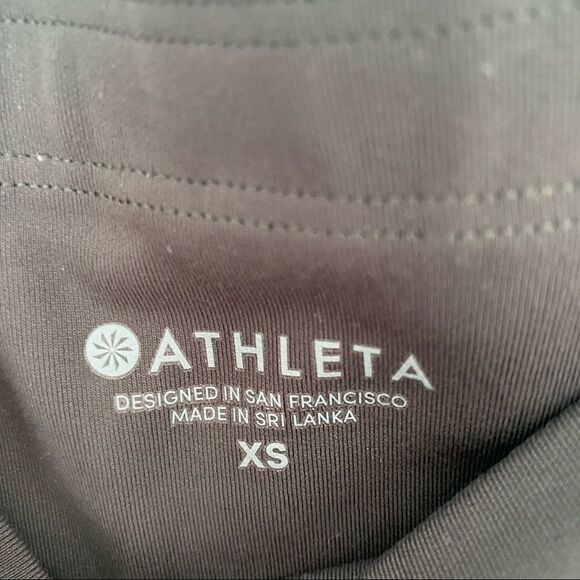 ATHLETA
DESIGNED IN SAN FRANCISCO
MADE IN SRI LANKA
XS